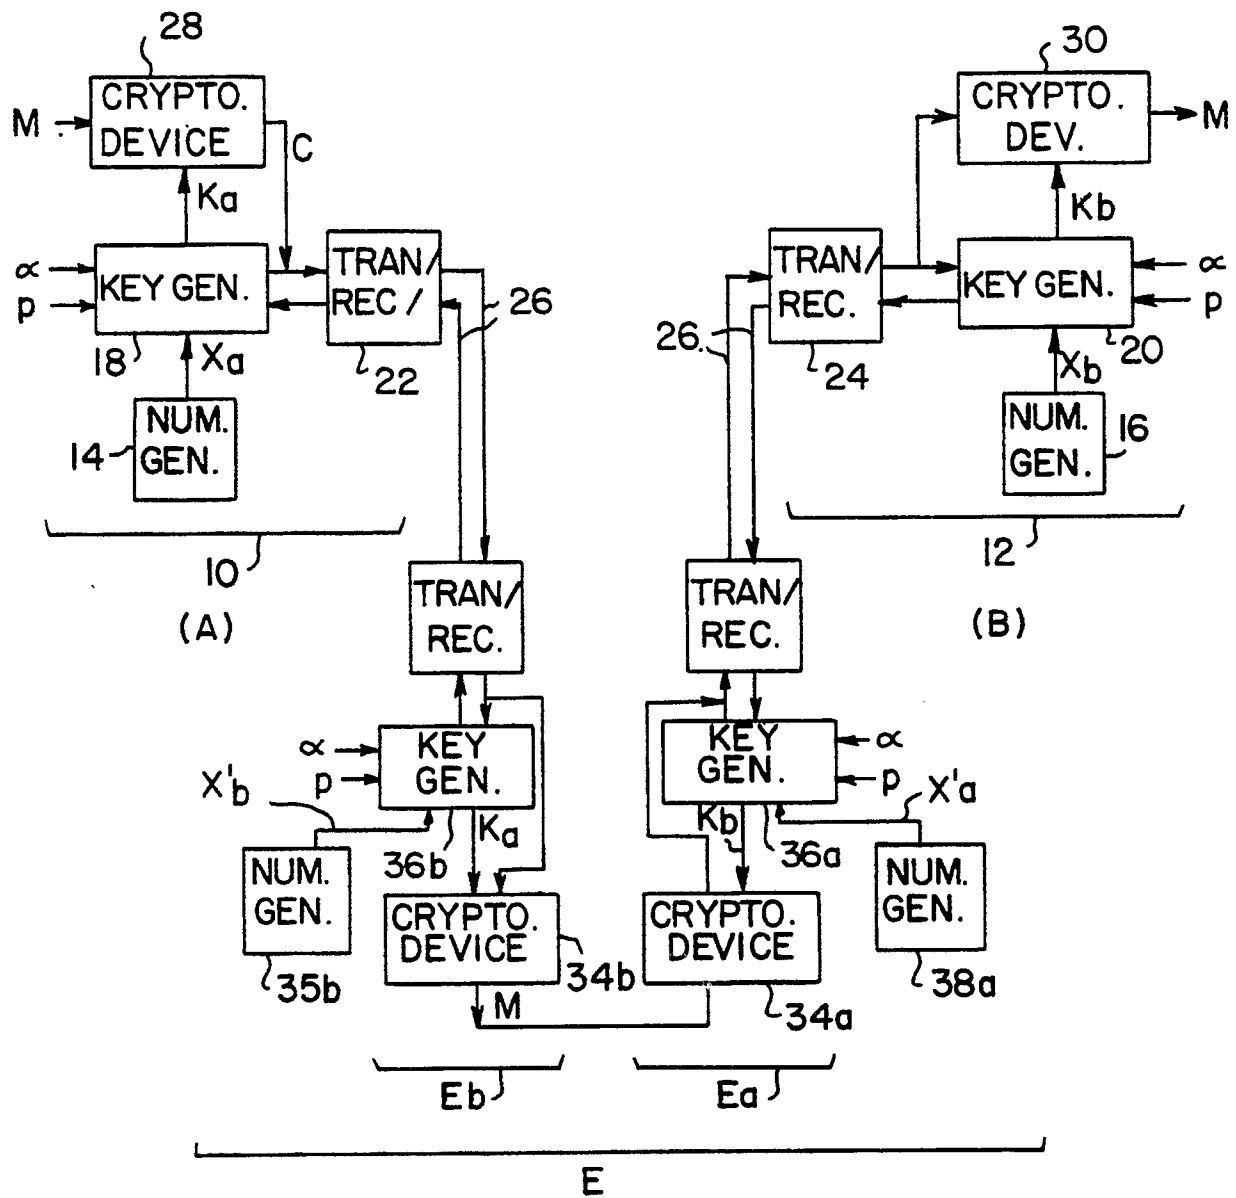 28
CRYPTO.
DEVICE
M
C
Ka
∝
p
KEY GEN.
18
TRAN/
REC/
22
26
Xa
NUM.
GEN.
14
10
(A)
30
CRYPTO.
DEV.
M
Kb
TRAN/
REC.
24
26
KEY GEN.
∝
p
20
Xb
NUM.
GEN.
16
12
(B)
TRAN/
REC.
∝
p
KEY
GEN.
X'b
Ka
36b
NUM.
GEN.
35b
CRYPTO.
DEVICE
34b
M
Eb
TRAN/
REC.
KEY
GEN.
∝
p
X'a
Kb
36a
NUM.
GEN.
38a
CRYPTO.
DEVICE
34a
Ea
E